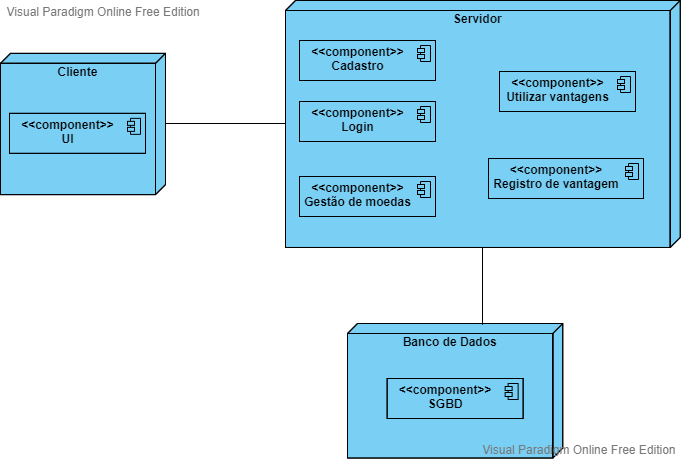 Visual Paradigm Online Free Edition
Servidor
Cliente
<<component>>
UI
<<component>>
Cadastro
<<component>>
Login
<<component>>
Gestão de moedas
<<component>>
Utilizar vantagens
<<component>>
Registro de vantagem
Banco de Dados
<<component>>
SGBD
Visual Paradigm Online Free Edition